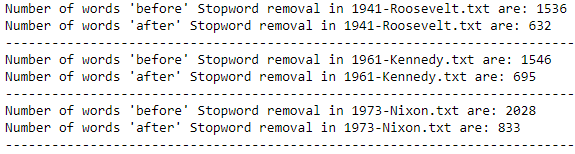 Number of words 'before' Stopword removal in 1941-Roosevelt.txt are: 1536
Number of words 'after' Stopword removal in 1941-Roosevelt.txt are: 632
--------------------------------------------------------------------------
Number of words 'before' Stopword removal in 1961-Kennedy.txt are: 1546
Number of words 'after' Stopword removal in 1961-Kennedy.txt are: 695
--------------------------------------------------------------------------
Number of words 'before' Stopword removal in 1973-Nixon.txt are: 2028
Number of words 'after' Stopword removal in 1973-Nixon.txt are: 833
--------------------------------------------------------------------------